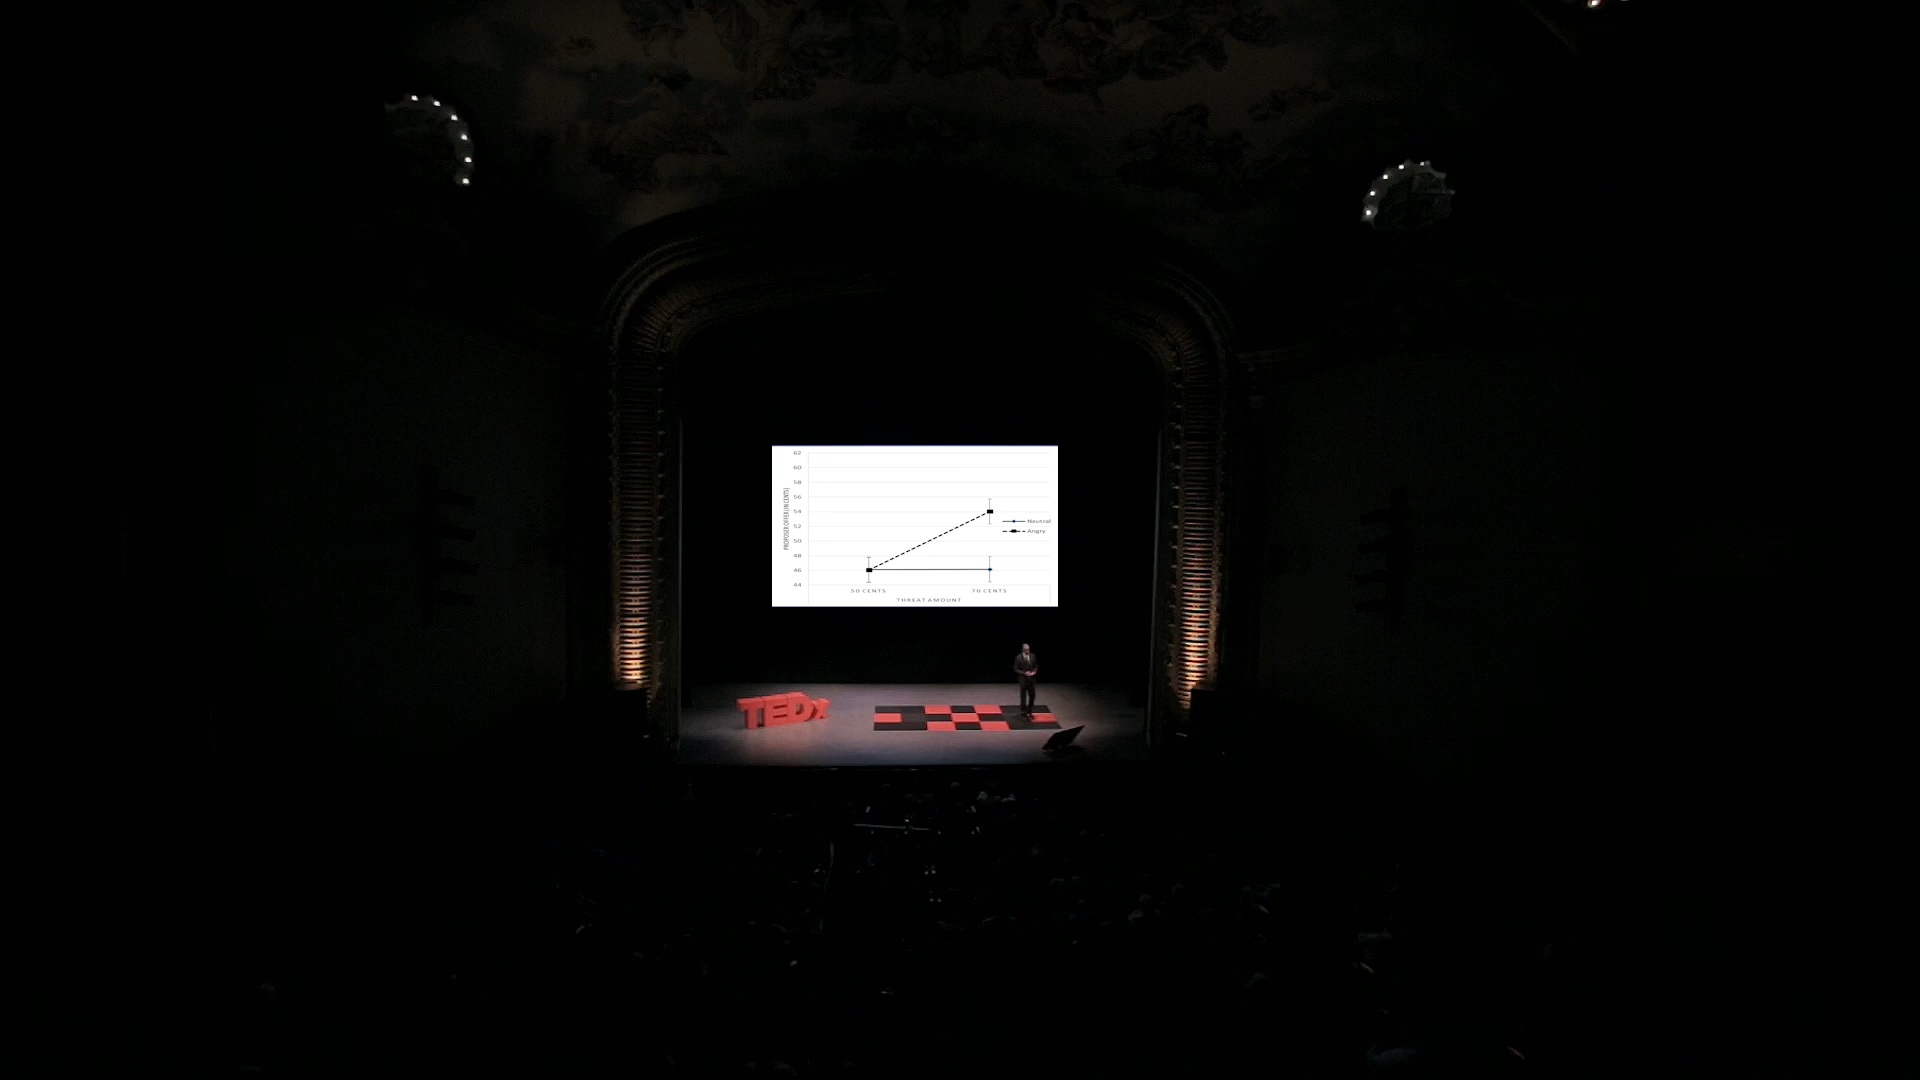 62
60
58
56
54
52
50
48
46
44
PROPOSER OFFER (IN CENTS)
Neutral
Angry
50 CENTS
70 CENTS
THREAT AMOUNT
TEDx